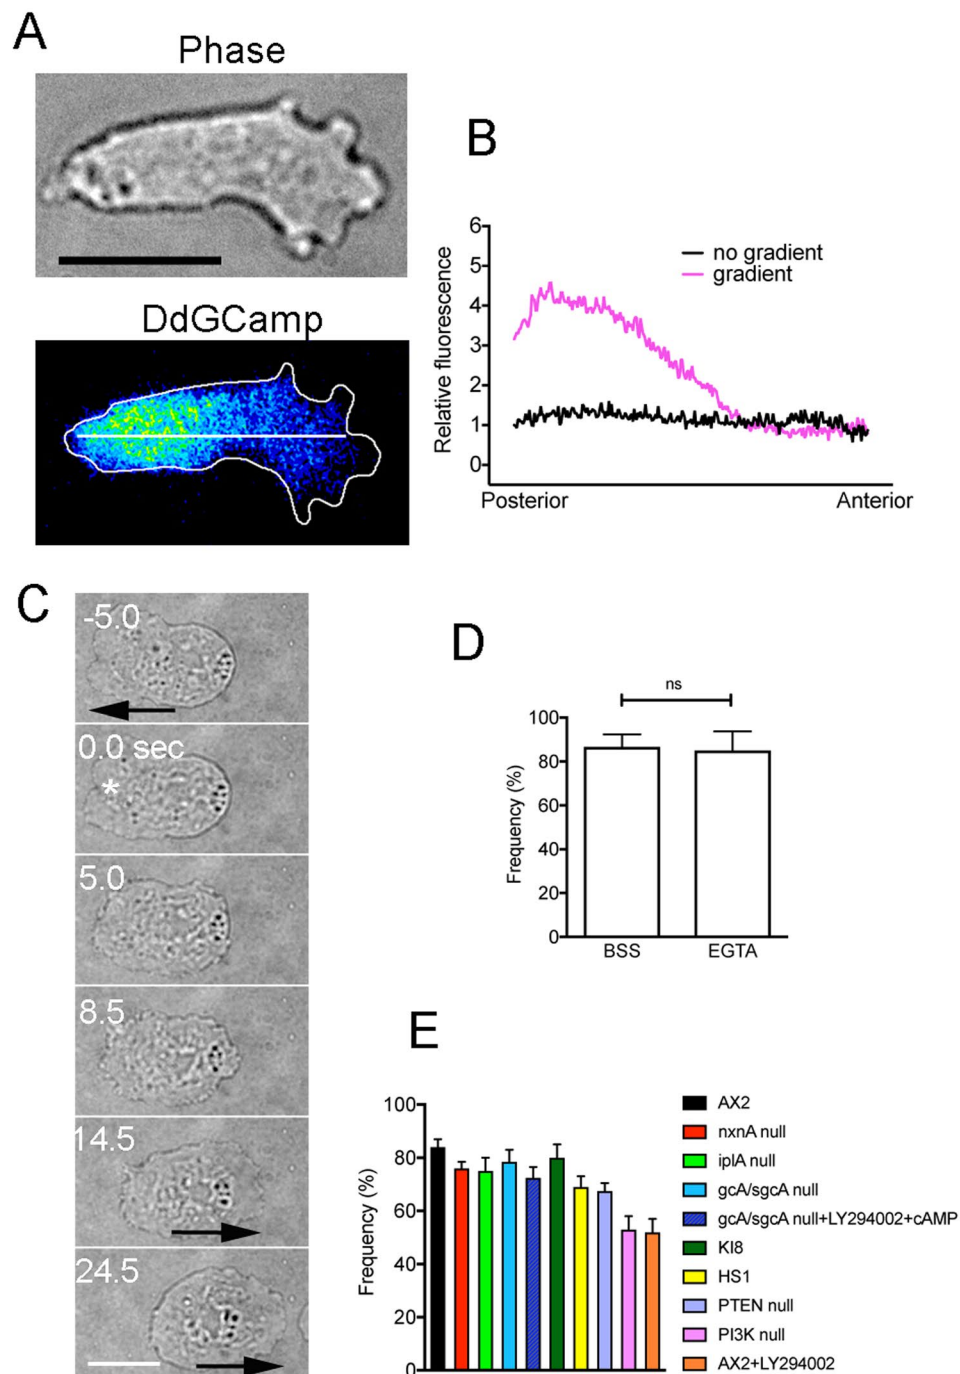 A
Phase
DdGCamp
B
6
5
4
3
2
1
0
Relative fluorescence
no gradient
gradient
Posterior
Anterior
C
-5.0
0.0 sec
*
5.0
8.5
14.5
24.5
D
ns
100
80
60
40
20
0
Frequency (%)
BSS
EGTA
E
100
80
60
40
20
0
Frequency (%)
AX2
nxnA null
iplA null
gcA/sgcA null
gcA/sgcA null+LY294002+cAMP
KI8
HS1
PTEN null
PI3K null
AX2+LY294002